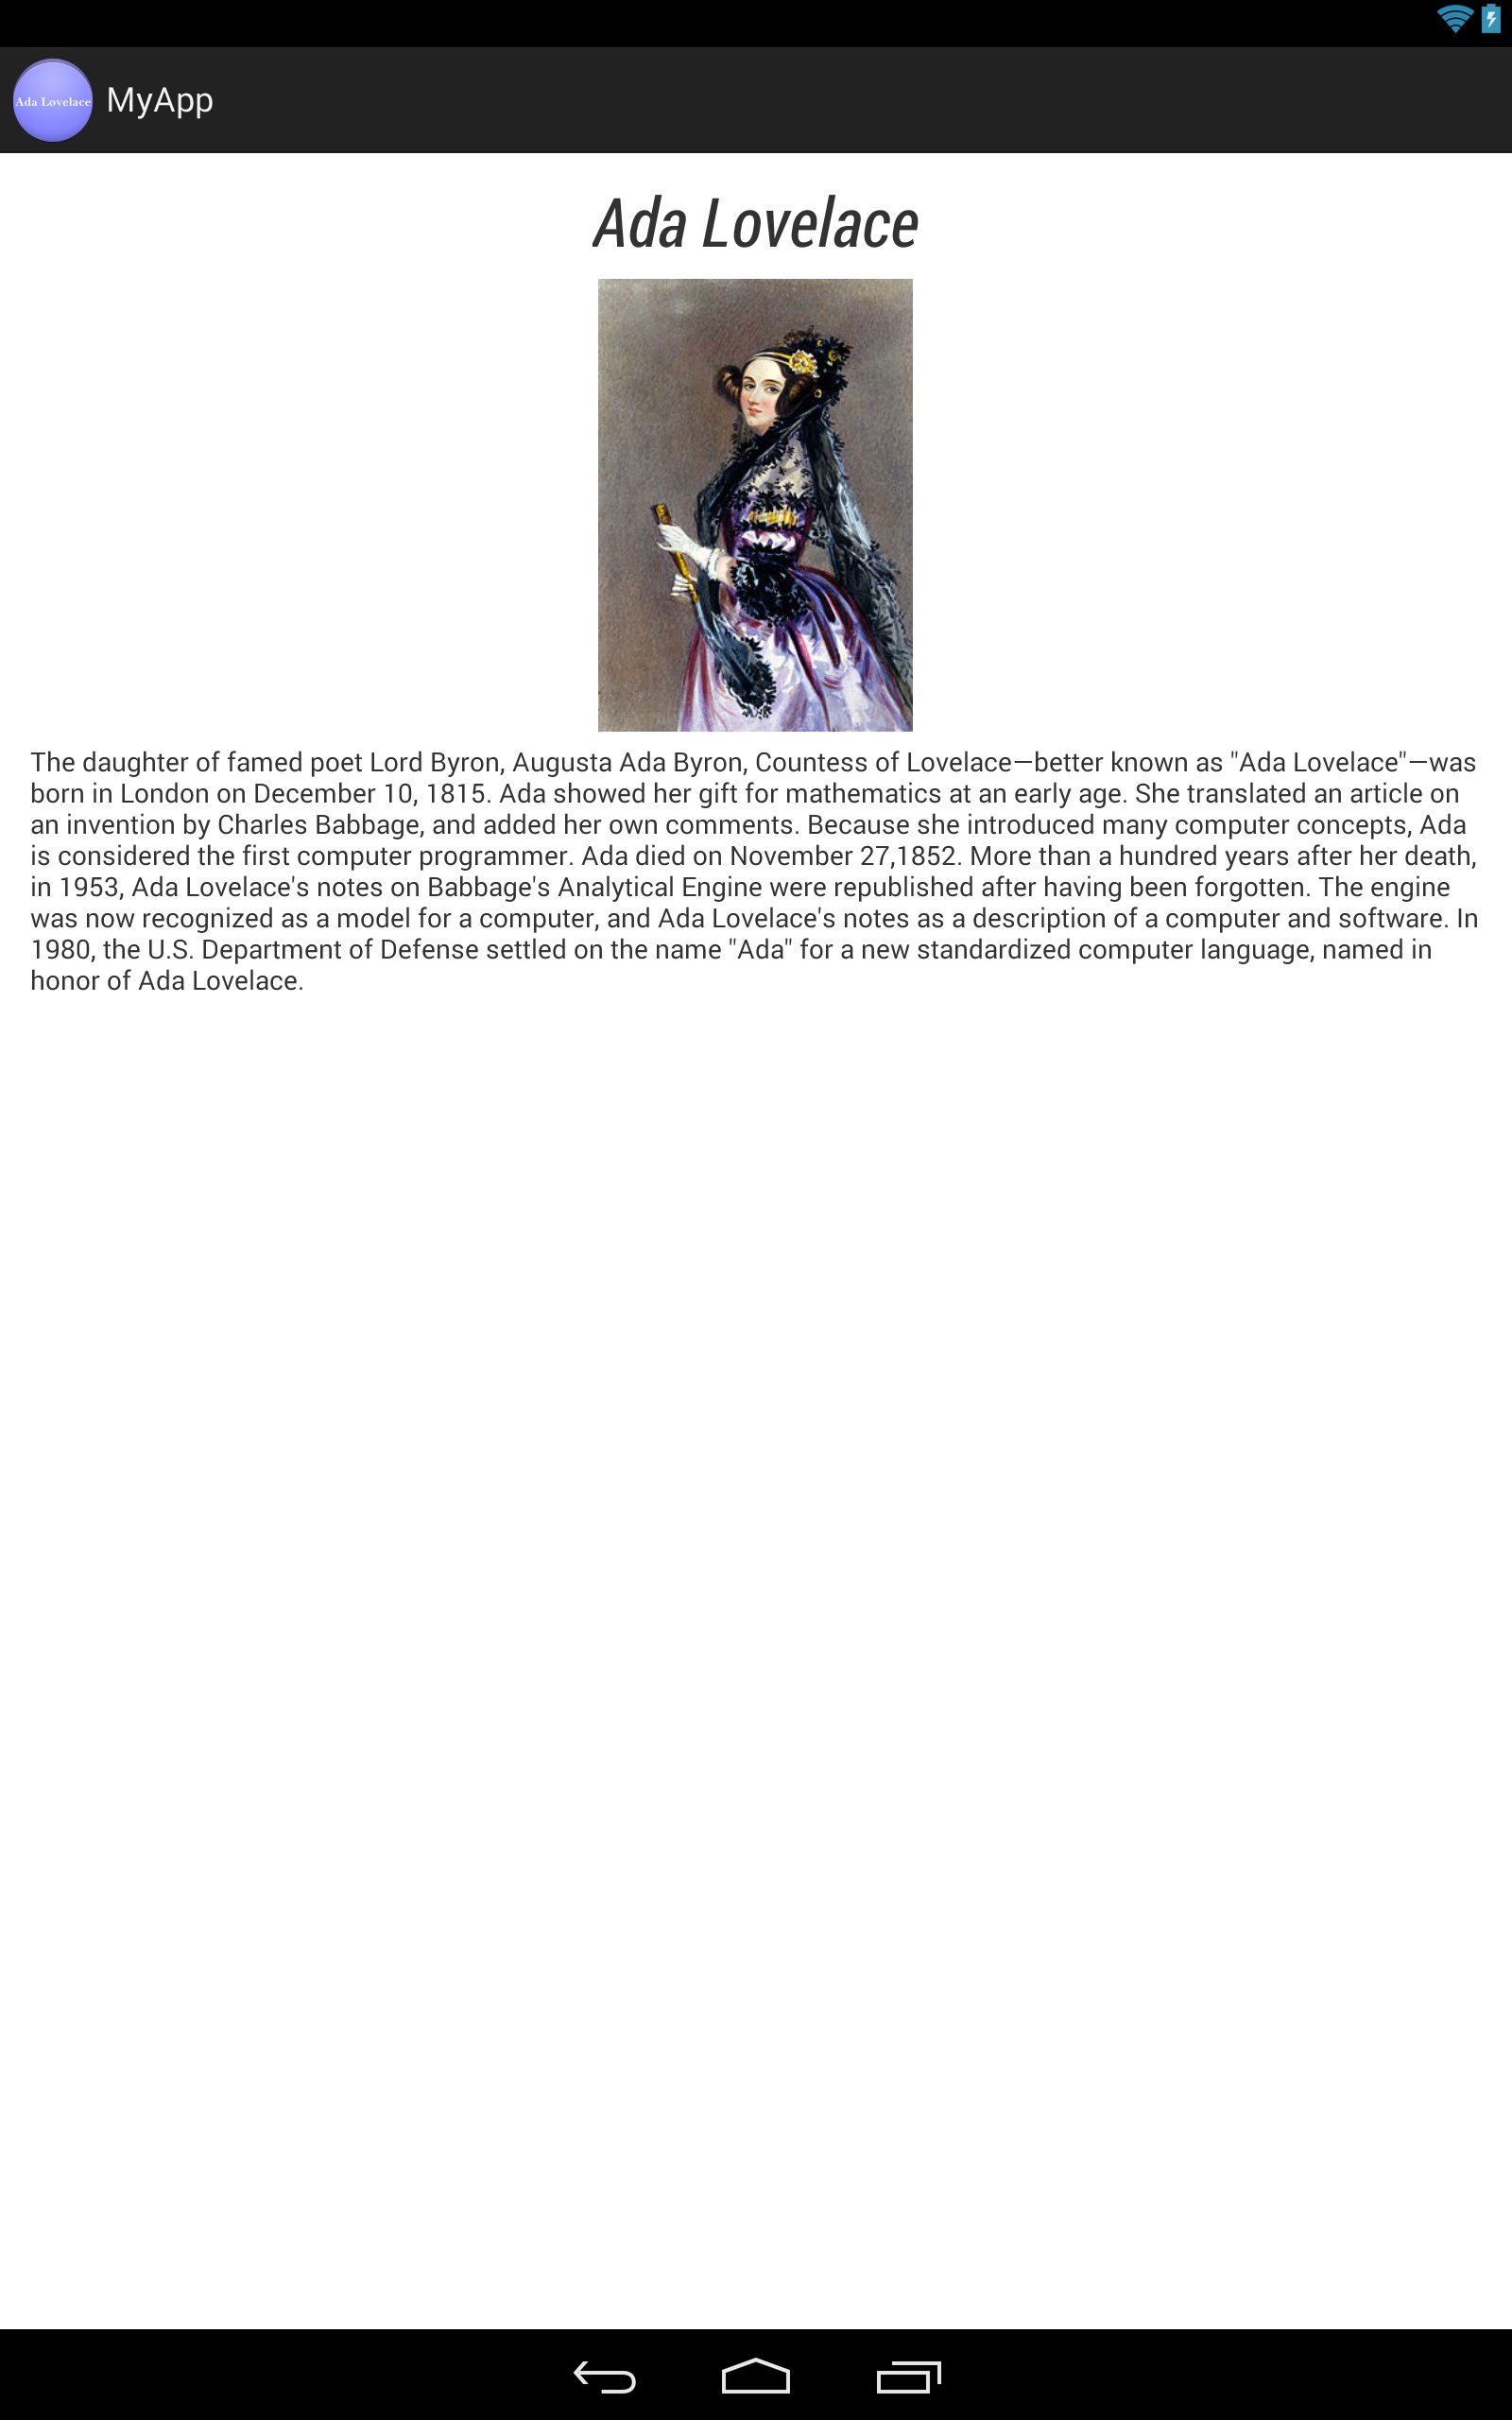 Ada Lovelace
MyApp
Ada Lovelace
The daughter of famed poet Lord Byron, Augusta Ada Byron, Countess of Lovelace—better known as "Ada Lovelace"—was
born in London on December 10, 1815. Ada showed her gift for mathematics at an early age. She translated an article on
an invention by Charles Babbage, and added her own comments. Because she introduced many computer concepts, Ada
is considered the first computer programmer. Ada died on November 27,1852. More than a hundred years after her death,
in 1953, Ada Lovelace's notes on Babbage's Analytical Engine were republished after having been forgotten. The engine
was now recognized as a model for a computer, and Ada Lovelace's notes as a description of a computer and software. In
1980, the U.S. Department of Defense settled on the name "Ada" for a new standardized computer language, named in
honor of Ada Lovelace.